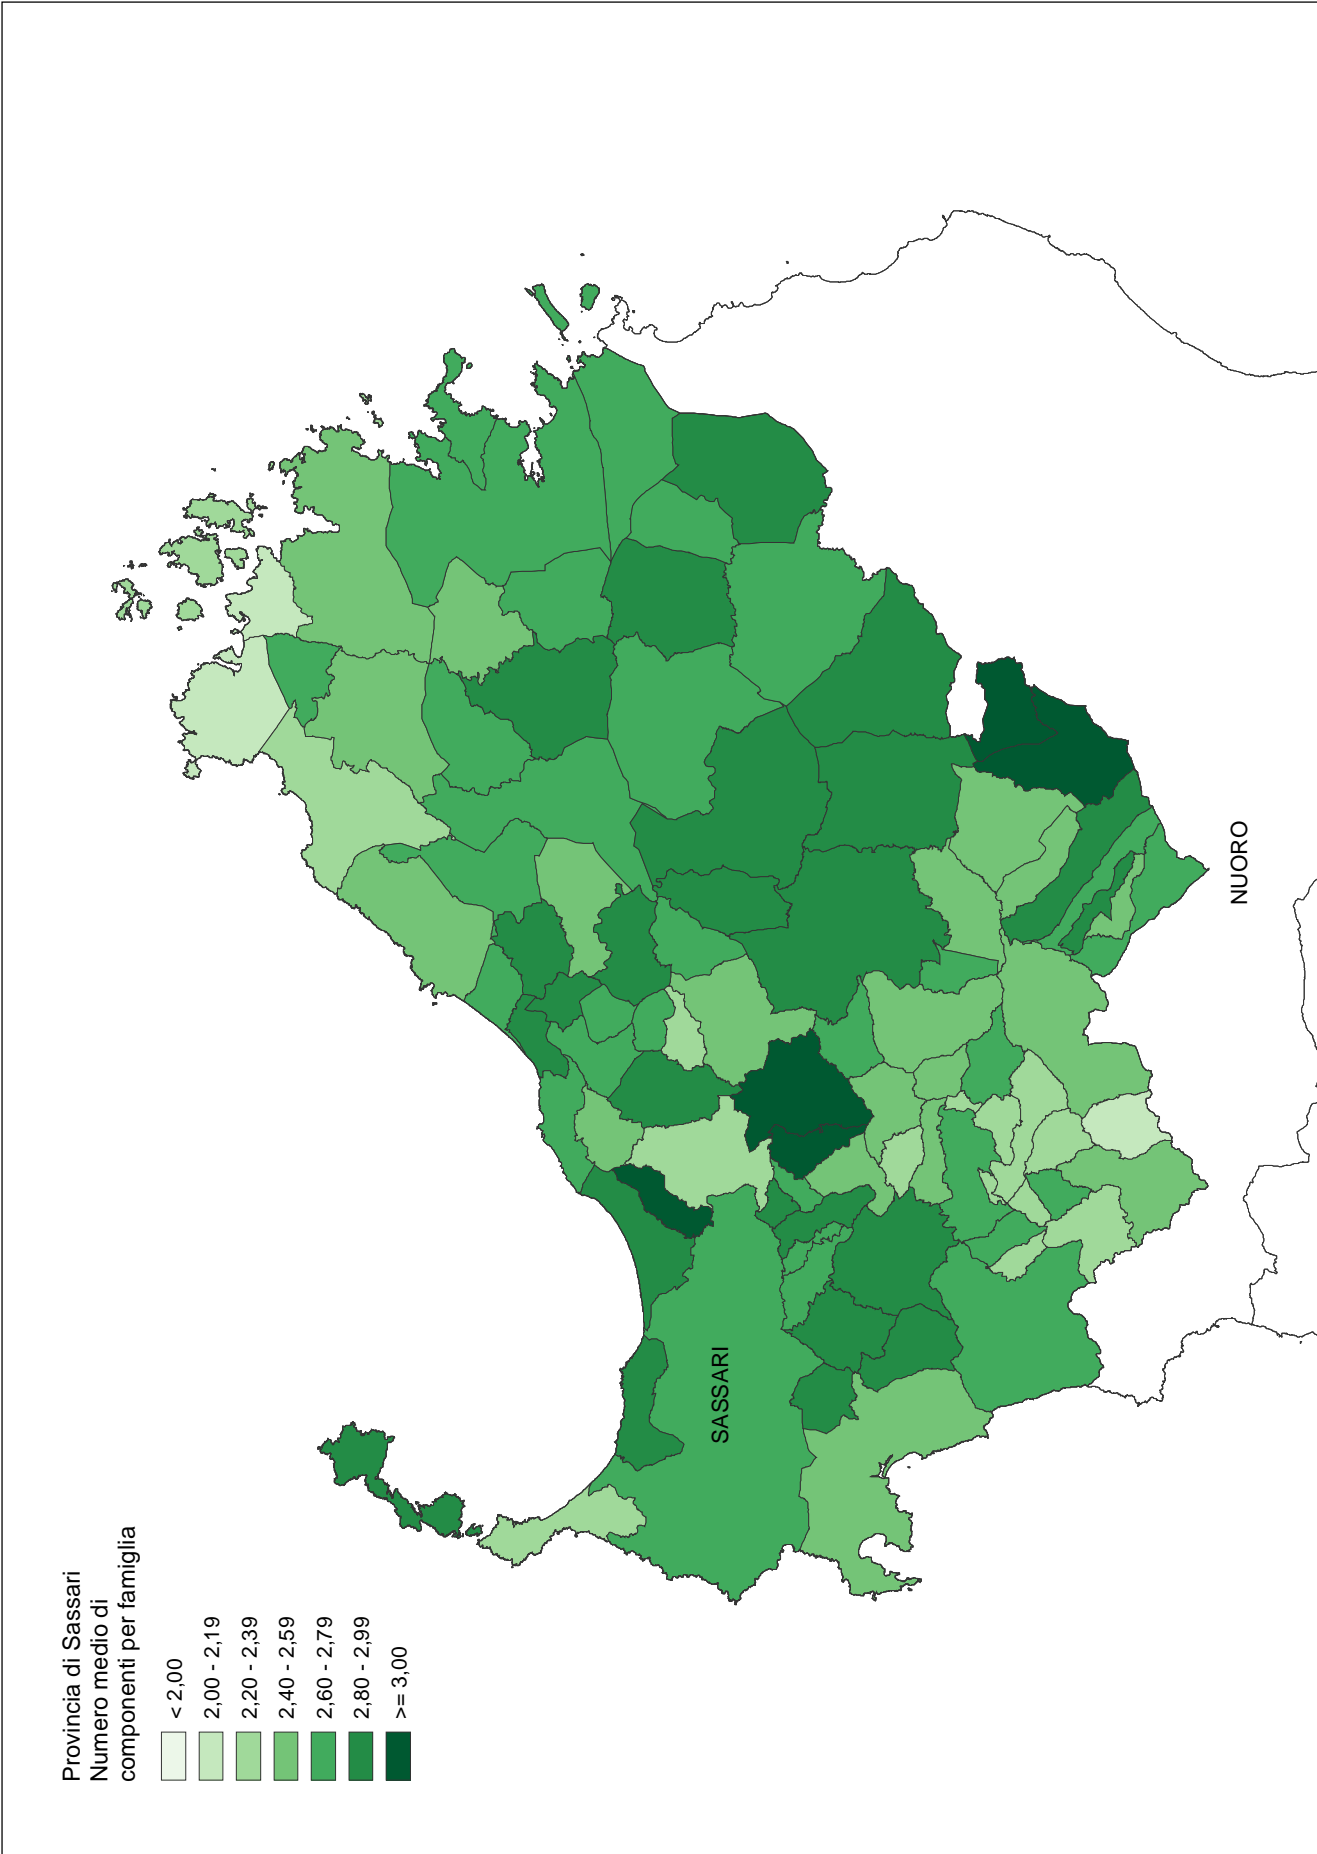 Provincia di Sassari
Numero medio di
componenti per famiglia
< 2,00
2,00 - 2,19
2,20 - 2,39
2,40 - 2,59
2,60 - 2,79
2,80 - 2,99
>= 3,00
SASSARI
NUORO